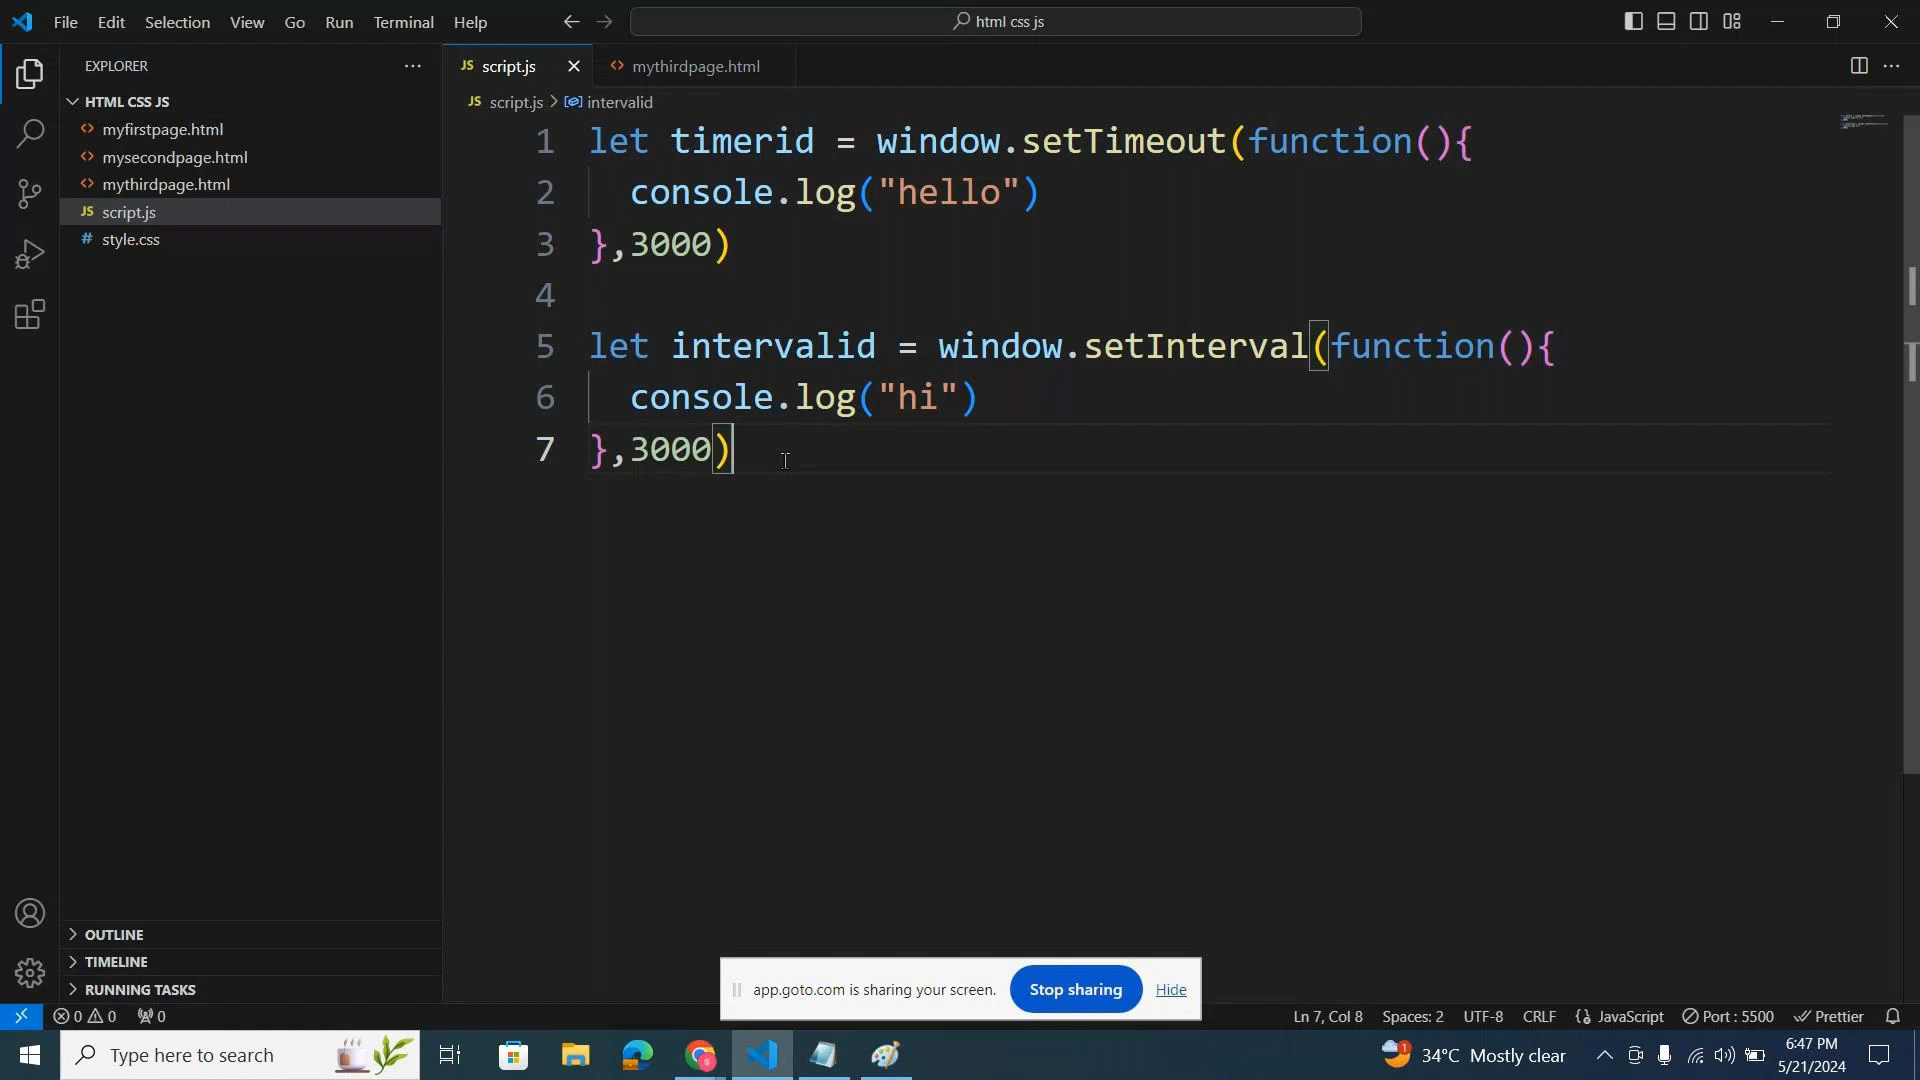 File Edit Selection View Go Run Terminal Help
html css js
EXPLORER
HTML CSS JS
myfirstpage.html
mysecondpage.html
mythirdpage.html
JS script.js
# style.css
OUTLINE
TIMELINE
RUNNING TASKS
JS script.js
mythirdpage.html
JS script.js > intervalid
1 let timerid = window.setTimeout(function(){
2 console.log("hello")
3 },3000)
4
5 let intervalid = window.setInterval(function(){
6 console.log("hi")
7 },3000)
app.goto.com is sharing your screen. Stop sharing Hide
0 0 0 Ln 7, Col 8 Spaces: 2 UTF-8 CRLF JavaScript Port : 5500 Prettier
Type here to search
1 34°C Mostly clear
6:47 PM
5/21/2024